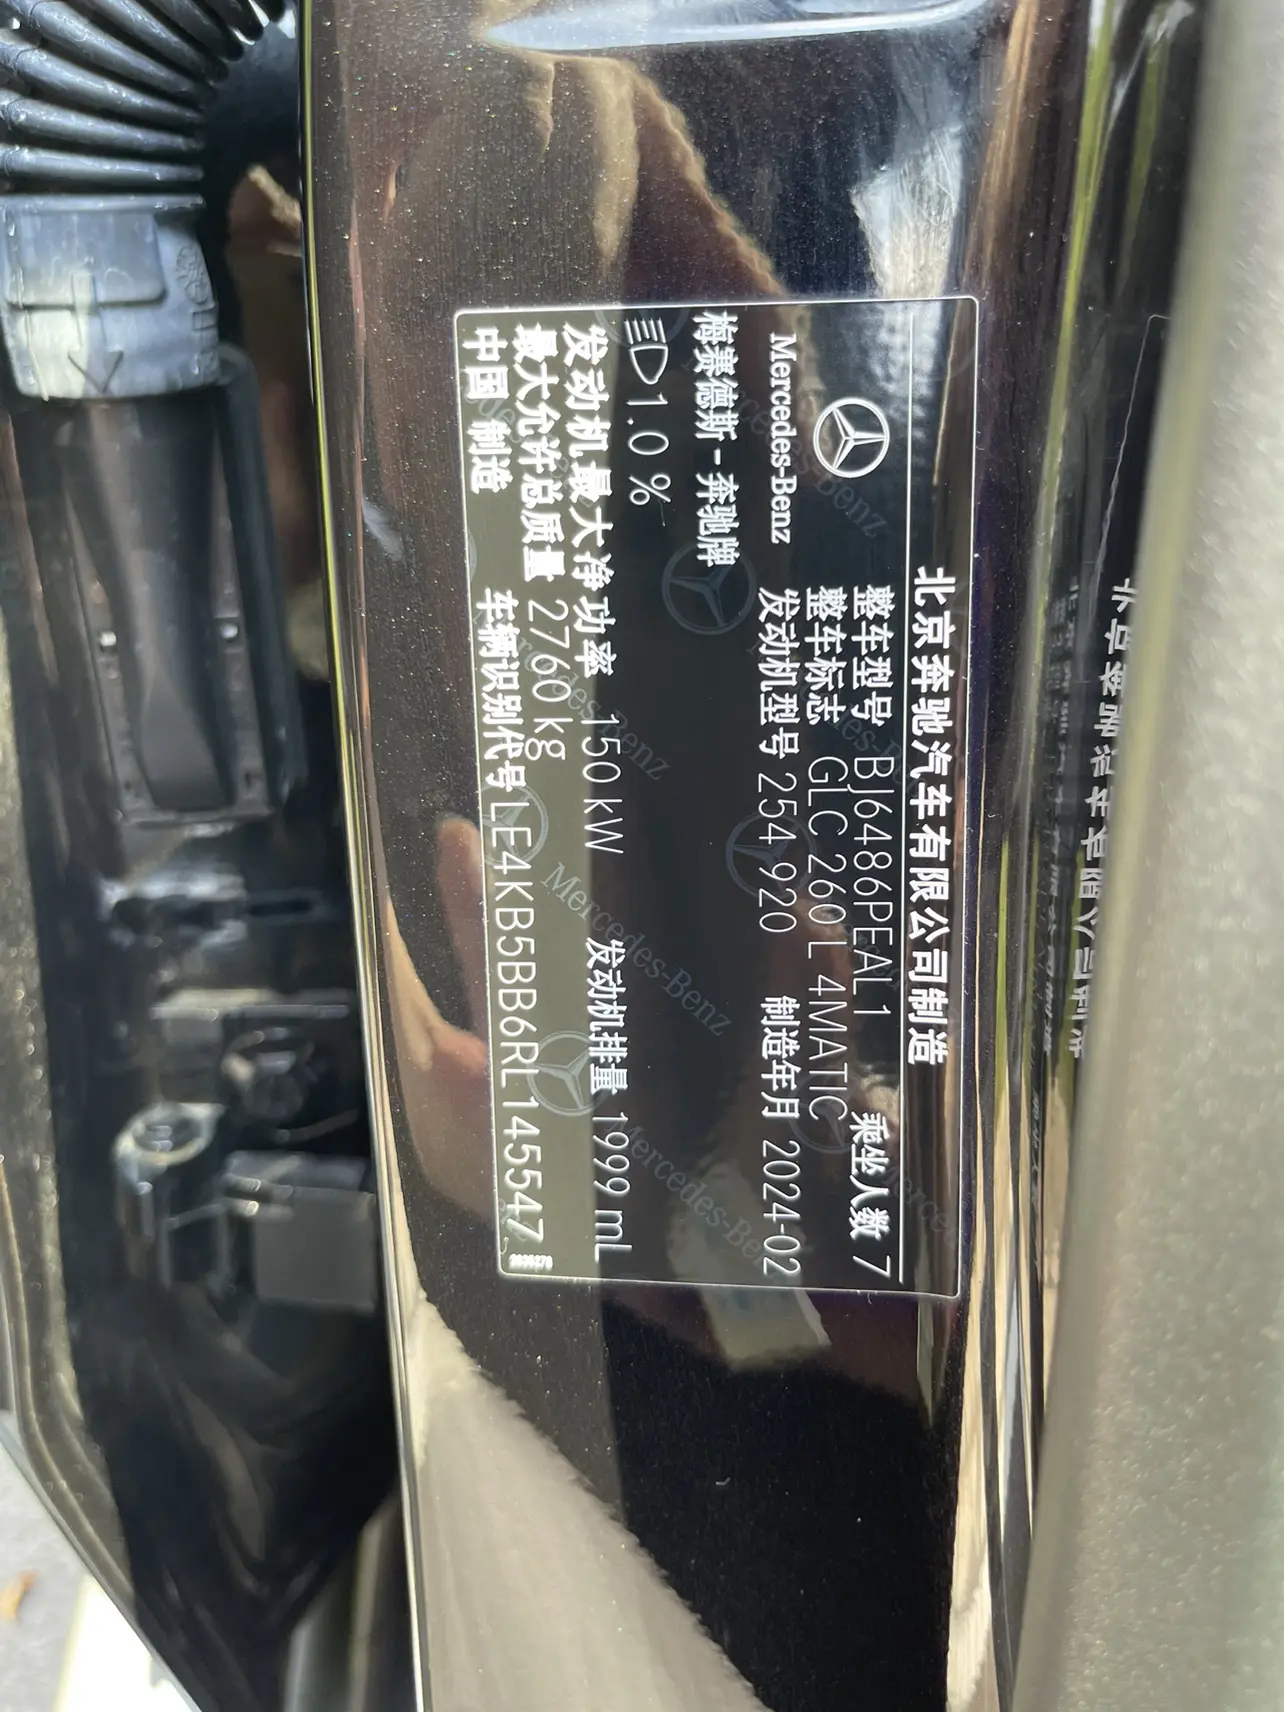 北京奔驰汽车有限公司制造
Mercedes-Benz
梅赛德斯-奔驰牌
整车型号 BJ6486PEAL1 乘坐人数 7
整车标志 GLC 260 L 4MATIC
发动机型号 254 920 制造年月 2024-02
1.0 %
发动机最大净功率 150 kW 发动机排量 1999 mL
最大允许总质量 2760 kg
中国 制造 车辆识别代号 LE4KB5BB6RL145547